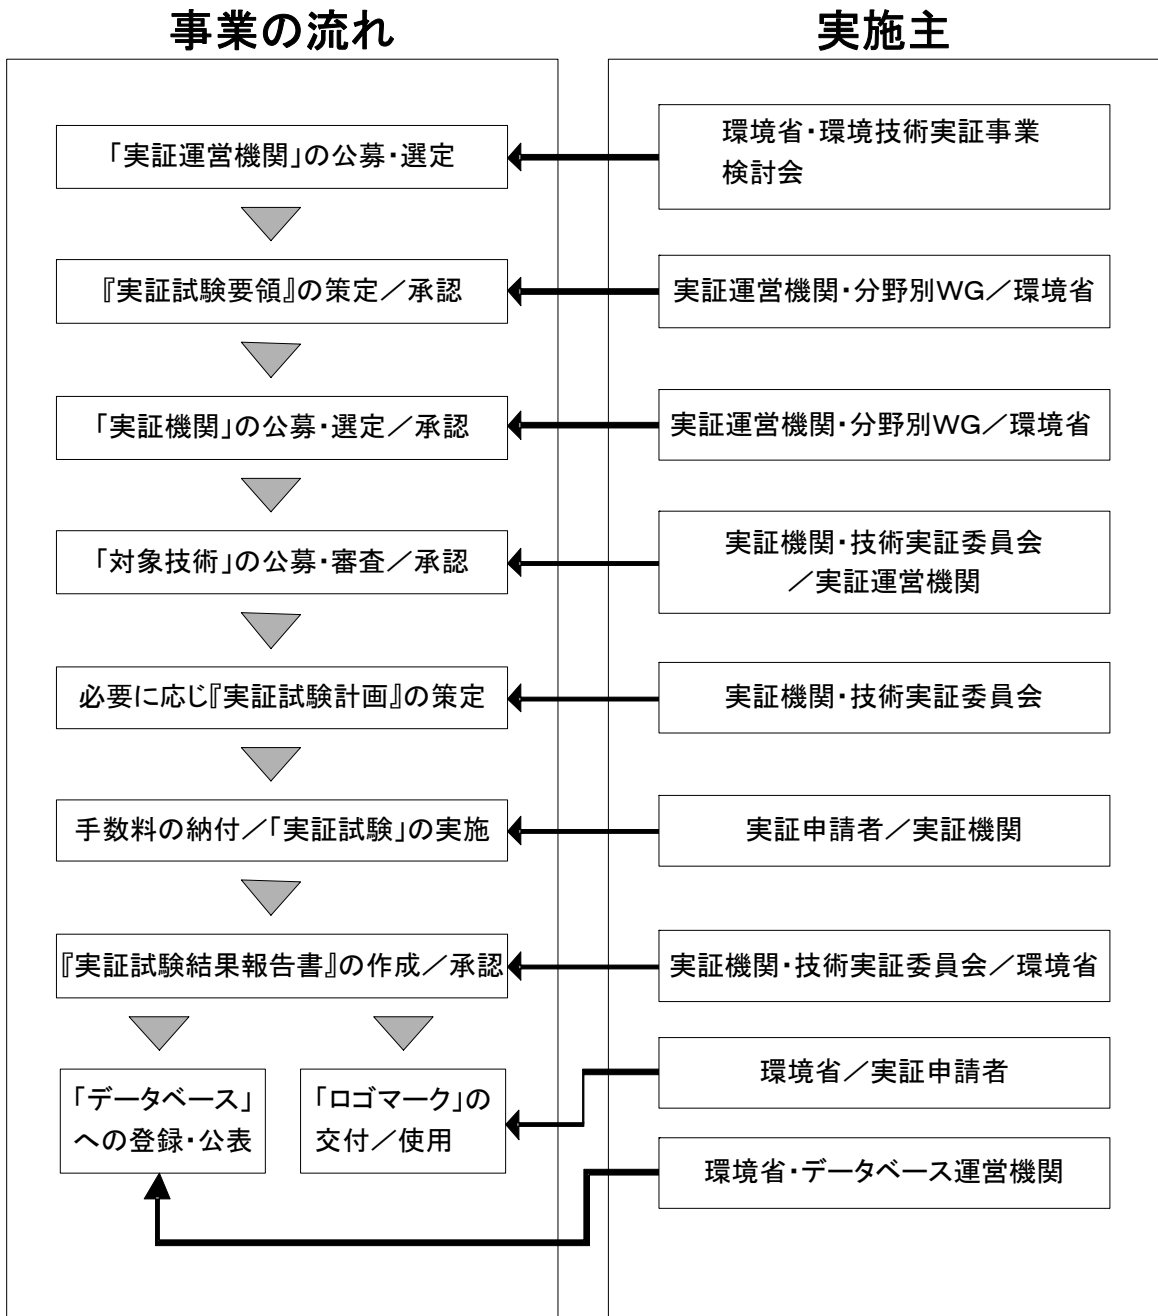 事業の流れ
実施主
「実証運営機関」の公募・選定
環境省・環境技術実証事業
検討会
『実証試験要領』の策定／承認
実証運営機関・分野別WG／環境省
「実証機関」の公募・選定／承認
実証運営機関・分野別WG／環境省
「対象技術」の公募・審査／承認
実証機関・技術実証委員会
／実証運営機関
必要に応じ『実証試験計画』の策定
実証機関・技術実証委員会
手数料の納付／「実証試験」の実施
実証申請者／実証機関
『実証試験結果報告書』の作成／承認
実証機関・技術実証委員会／環境省
「データベース」
への登録・公表
「ロゴマーク」の
交付／使用
環境省／実証申請者
環境省・データベース運営機関